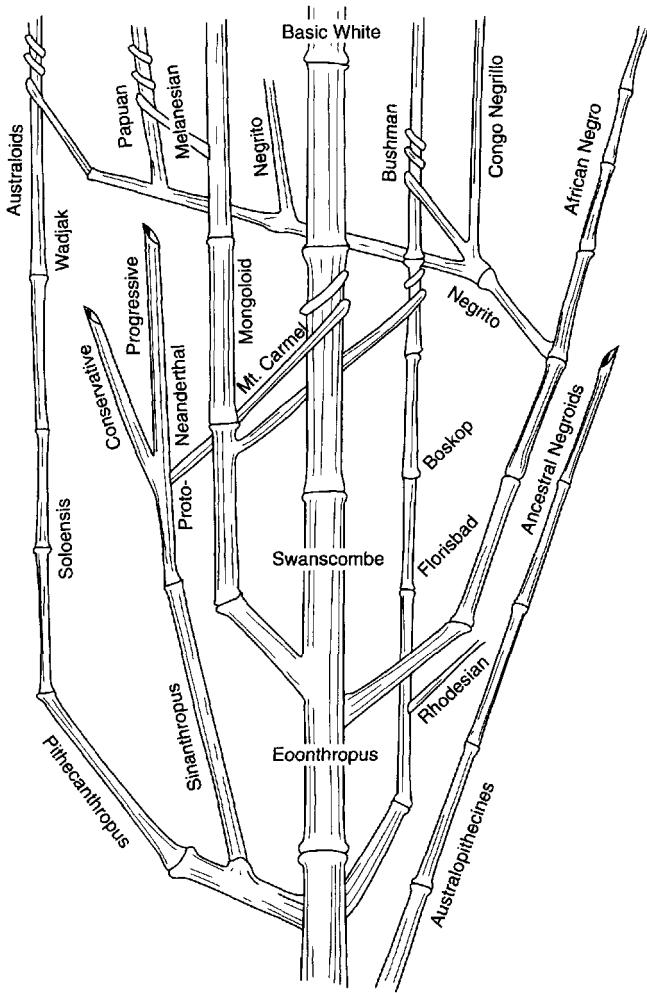 Basic White
Australoids
Papuan
Melanesian
Negrito
Bushman
Congo Negrillo
African Negro
Wadjak
Progressive
Mongoloid
Negrito
Conservative
Neanderthal
Mt. Carmel
Proto-
Boskop
Ancestral Negroids
Soloensis
Swanscombe
Florisbad
Rhodesian
Sinanthropus
Eoonthropus
Pithecanthropus
Australopithecines